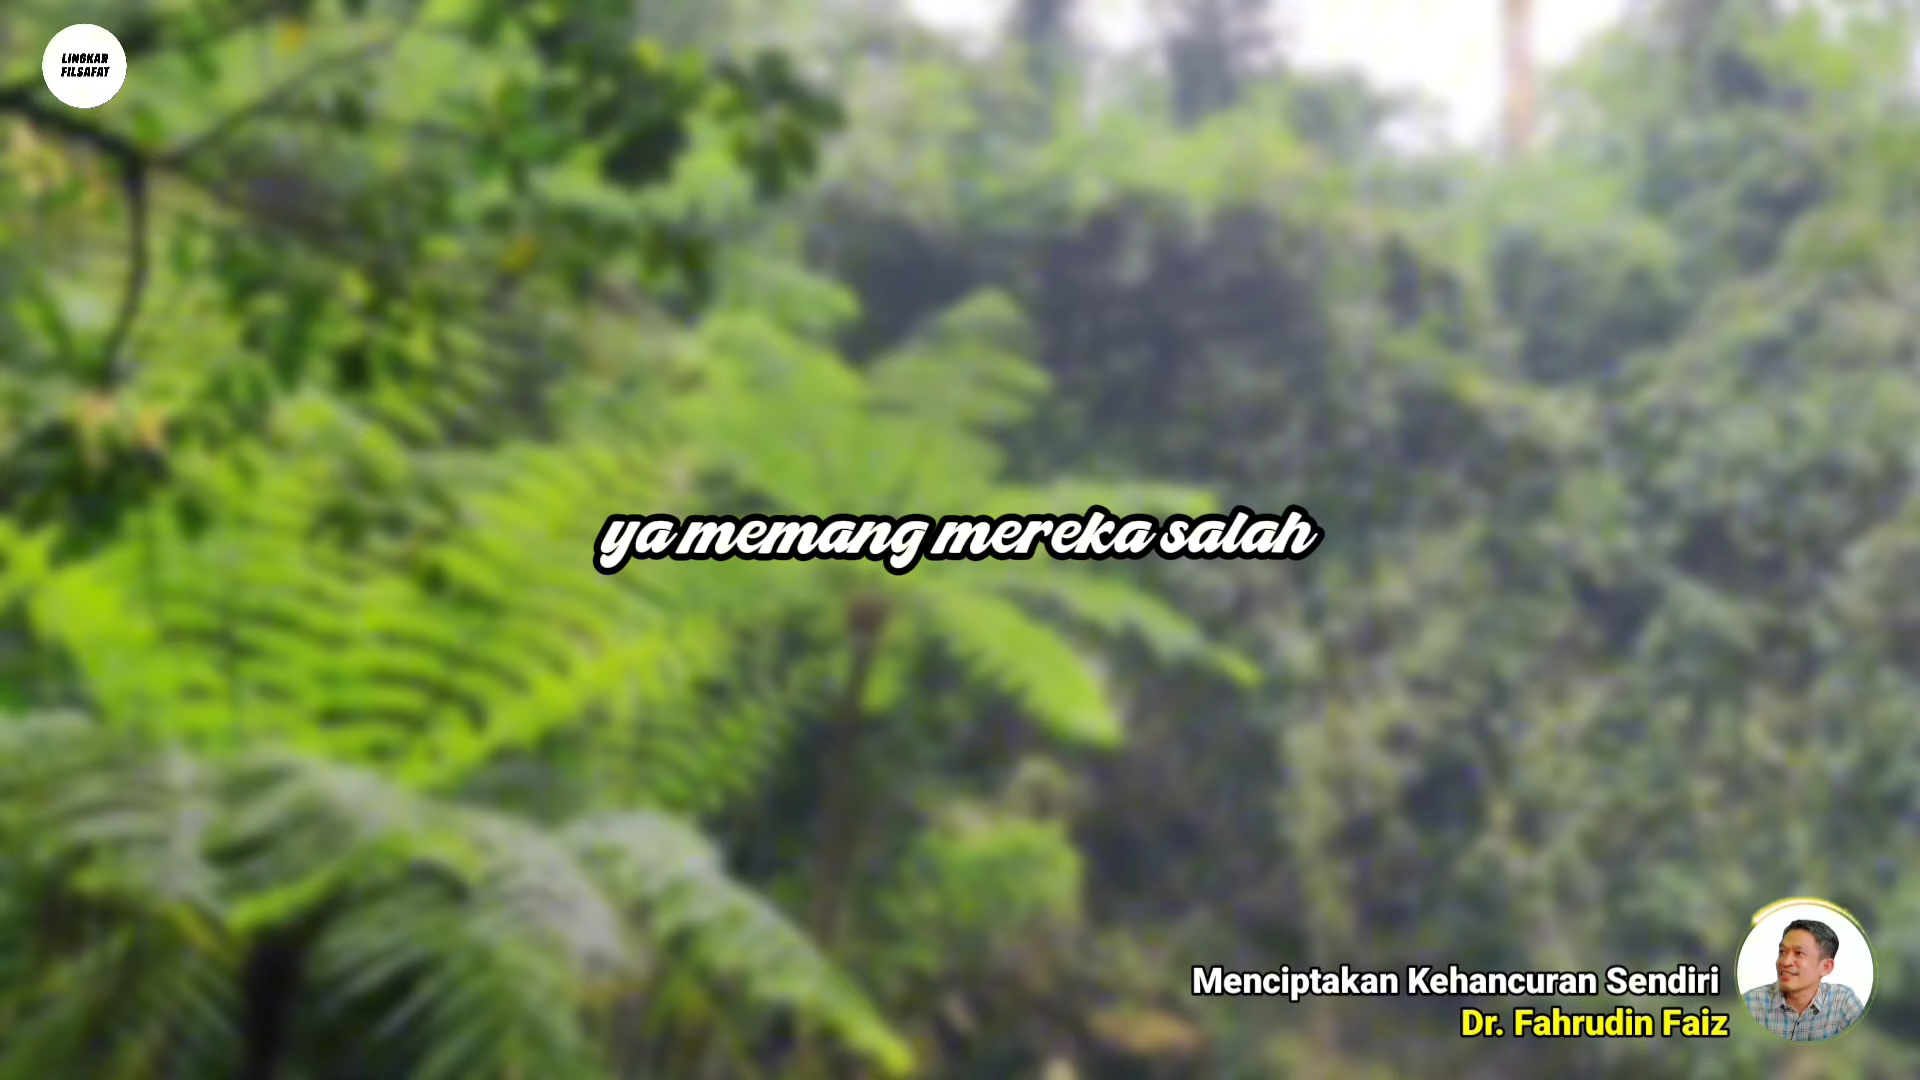 LINGKAR
FILSAFAT
ya memang mereka salah
Menciptakan Kehancuran Sendiri
Dr. Fahrudin Faiz